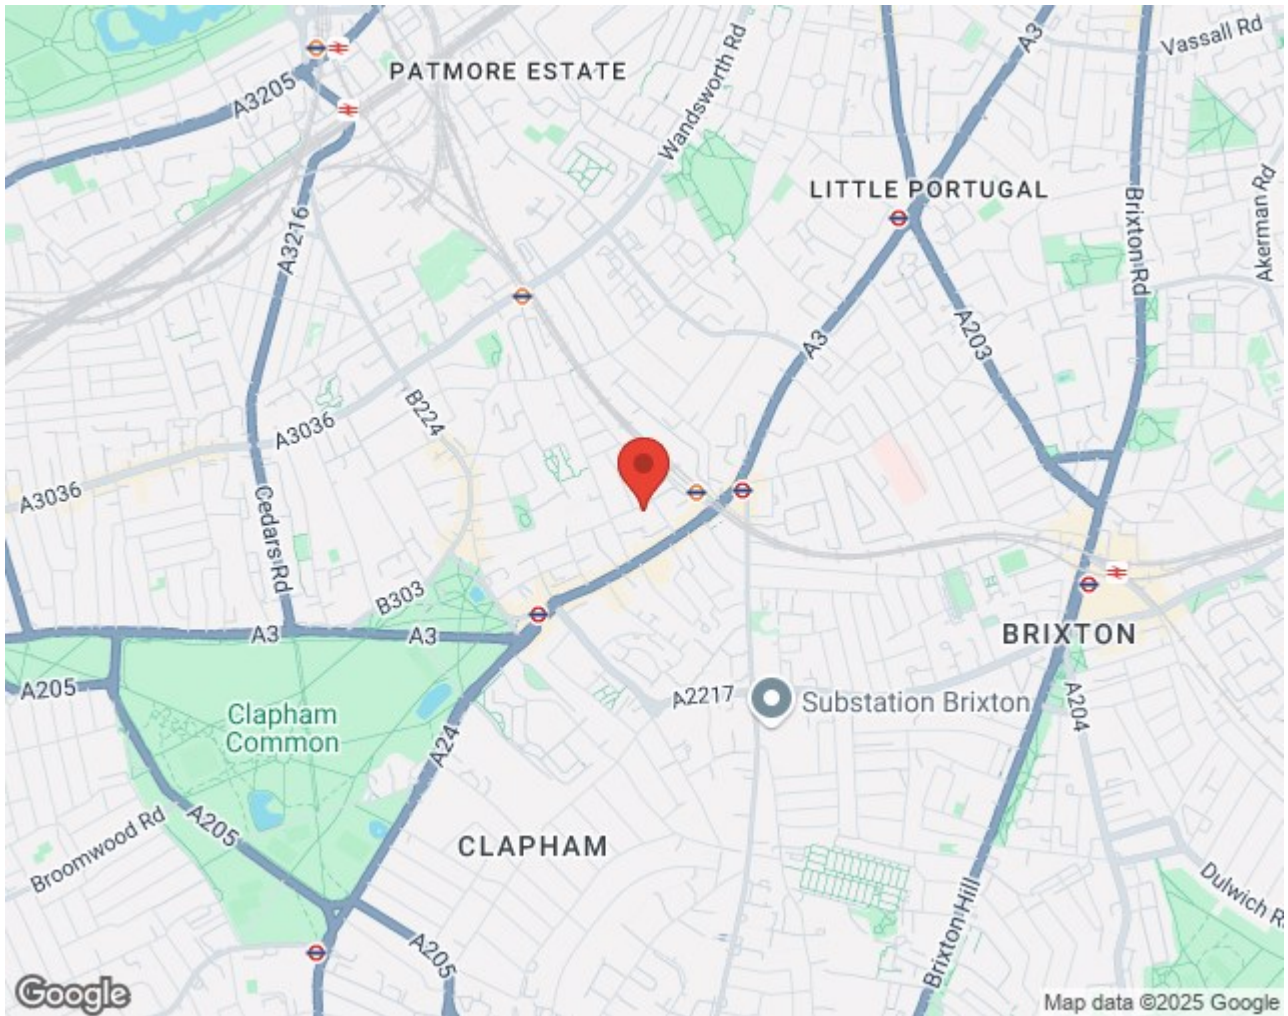 Vassall Rd
A3
PATMORE ESTATE
A3205
Wandsworth Rd
LITTLE PORTUGAL
Brixton Rd
Akerman Rd
A3216
A3
A203
B224
A3036
A3036
Cedars Rd
B303
A3
A3
BRIXTON
A205
A2217
Substation Brixton
A204
Clapham
Common
A24
A205
Broomwood Rd
CLAPHAM
Dulwich R
Brixton Hill
A205
Google
Map data ©2025 Google